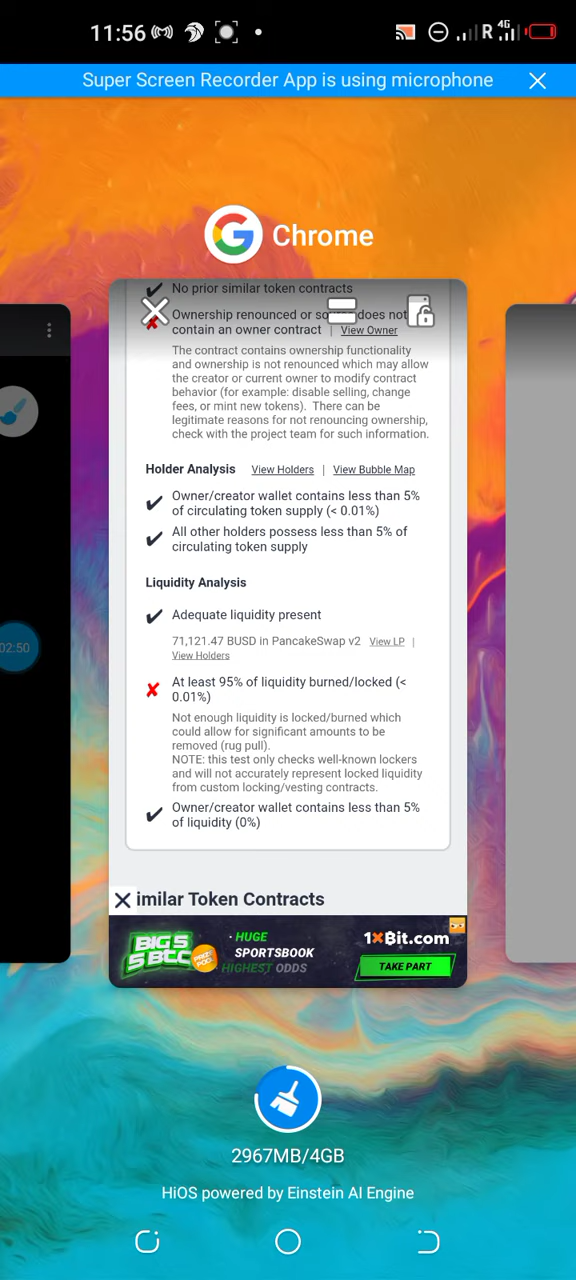 11:56
R 4G
Super Screen Recorder App is using microphone
Chrome
No prior similar token contracts
Ownership renounced or does not
contain an owner contract | View Owner
The contract contains ownership functionality
and ownership is not renounced which may allow
the creator or current owner to modify contract
behavior (for example: disable selling, change
fees, or mint new tokens). There can be
legitimate reasons for not renouncing ownership,
check with the project team for such information.
Holder Analysis View Holders | View Bubble Map
Owner/creator wallet contains less than 5%
of circulating token supply (< 0.01%)
All other holders possess less than 5% of
circulating token supply
Liquidity Analysis
Adequate liquidity present
02:50
71,121.47 BUSD in PancakeSwap v2 View LP |
View Holders
At least 95% of liquidity burned/locked (<
0.01%)
Not enough liquidity is locked/burned which
could allow for significant amounts to be
removed (rug pull).
NOTE: this test only checks well-known lockers
and will not accurately represent locked liquidity
from custom locking/vesting contracts.
Owner/creator wallet contains less than 5%
of liquidity (0%)
imilar Token Contracts
BIG 5
5 BTC
PRIZE
POOL
· HUGE
SPORTSBOOK
HIGHEST ODDS
1XBit.com
TAKE PART
2967MB/4GB
HiOS powered by Einstein AI Engine